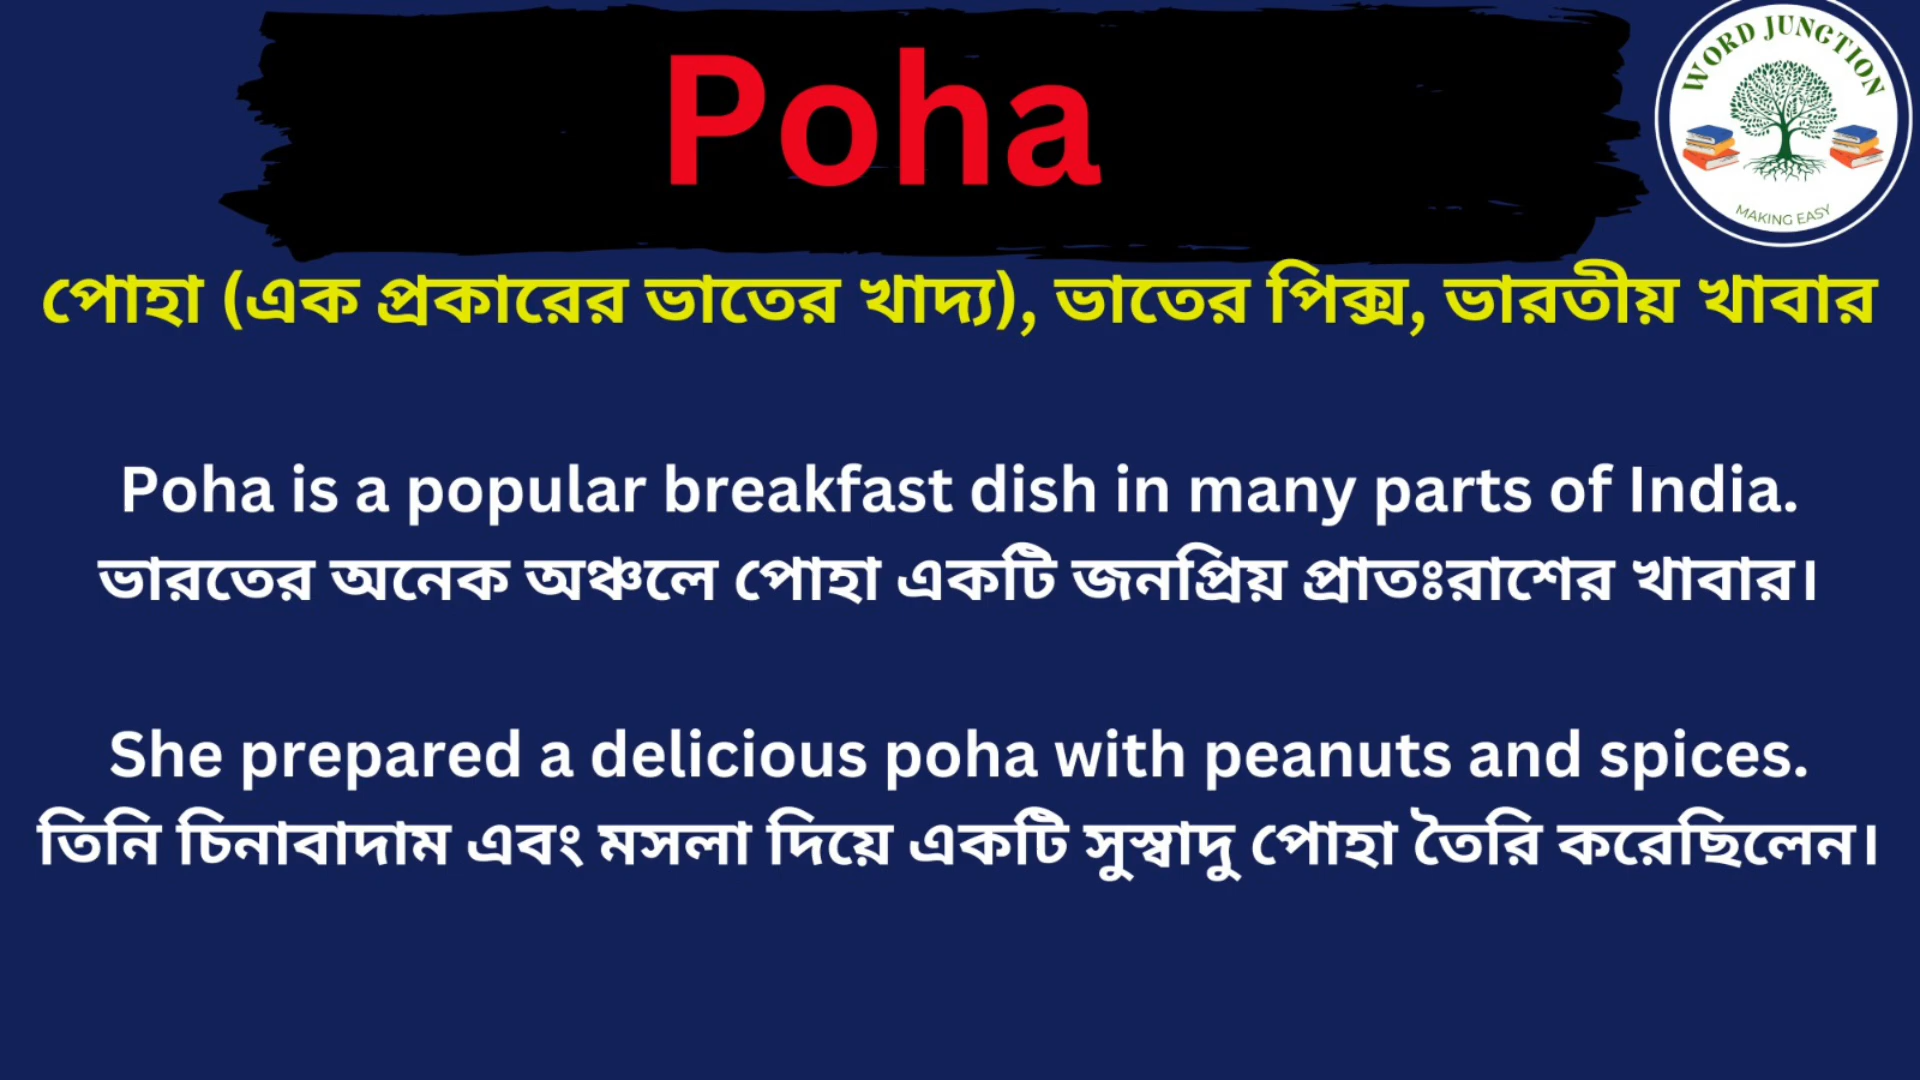 Poha
WORD JUNCTION
MAKING EASY
পোহা (এক প্রকারের ভাতের খাদ্য), ভাতের পিক্স, ভারতীয় খাবার
Poha is a popular breakfast dish in many parts of India.
ভারতের অনেক অঞ্চলে পোহা একটি জনপ্রিয় প্রাতঃরাশের খাবার।
She prepared a delicious poha with peanuts and spices.
তিনি চিনাবাদাম এবং মসলা দিয়ে একটি সুস্বাদু পোহা তৈরি করেছিলেন।